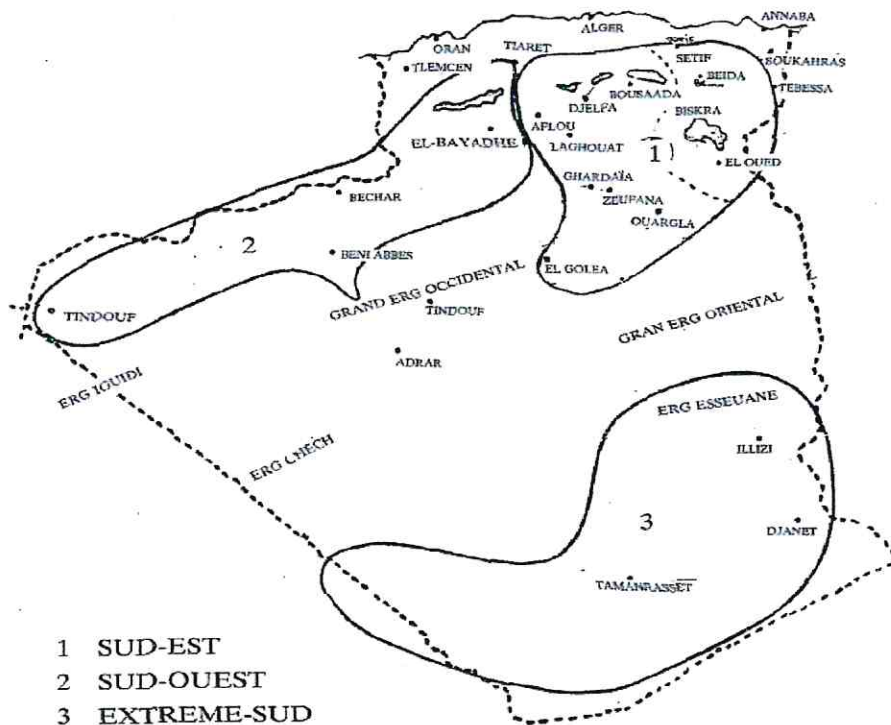 ANNABA
ALGER
ORAN
TIARET
TLEMCEN
SETIF
SOUKAHRAS
BEIDA
TEBESSA
BOUSAADA
DJELFA
BISKRA
AFLOU
EL-BAYADHE
LAGHOUAT
1
EL OUED
GHARDAÏA
BECHAR
ZEUPANA
OUARGLA
2
BENI ABBES
EL GOLEA
GRAND ERG OCCIDENTAL
TINDOUF
TINDOUF
GRAN ERG ORIENTAL
ADRAR
ERG IGUIDI
ERG ESSEUANE
ILLIZI
ERG CHECH
3
DJANET
TAMANRASSET
1 SUD-EST
2 SUD-OUEST
3 EXTREME-SUD